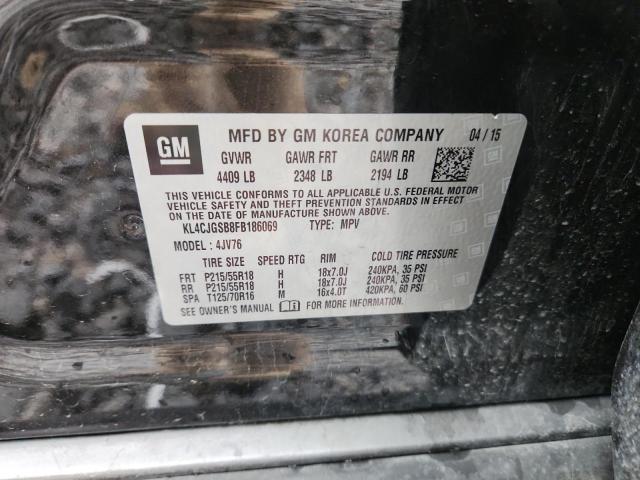 GM
MFD BY GM KOREA COMPANY 04 / 15
GVWR GAWR FRT GAWR RR
4409 LB 2348 LB 2194 LB
THIS VEHICLE CONFORMS TO ALL APPLICABLE U.S. FEDERAL MOTOR
VEHICLE SAFETY AND THEFT PREVENTION STANDARDS IN EFFECT
ON THE DATE OF MANUFACTURE SHOWN ABOVE.
KL4CJGSB8FB186069 TYPE: MPV
MODEL : 4JV76
TIRE SIZE SPEED RTG RIM COLD TIRE PRESSURE
FRT P215/55R18 H 18x7.0J 240KPA, 35 PSI
RR P215/55R18 H 18x7.0J 240KPA, 35 PSI
SPA T125/70R16 M 16x4.0T 420KPA, 60 PSI
SEE OWNER'S MANUAL FOR MORE INFORMATION.